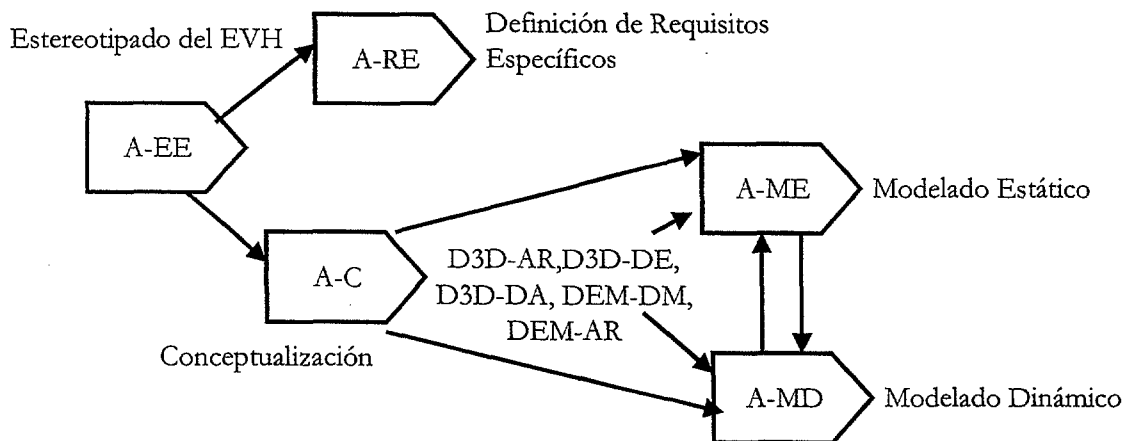 Estereotipado del EVH
A-RE
Definición de Requisitos
Específicos
A-EE
A-ME
Modelado Estático
A-C
D3D-AR,D3D-DE,
D3D-DA, DEM-DM,
DEM-AR
Conceptualización
A-MD
Modelado Dinámico